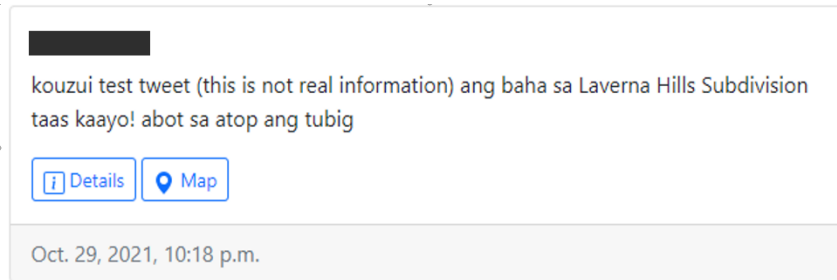 kouzui test tweet (this is not real information) ang baha sa Laverna Hills Subdivision
taas kaayo! abot sa atop ang tubig
Details Map
Oct. 29, 2021, 10:18 p.m.